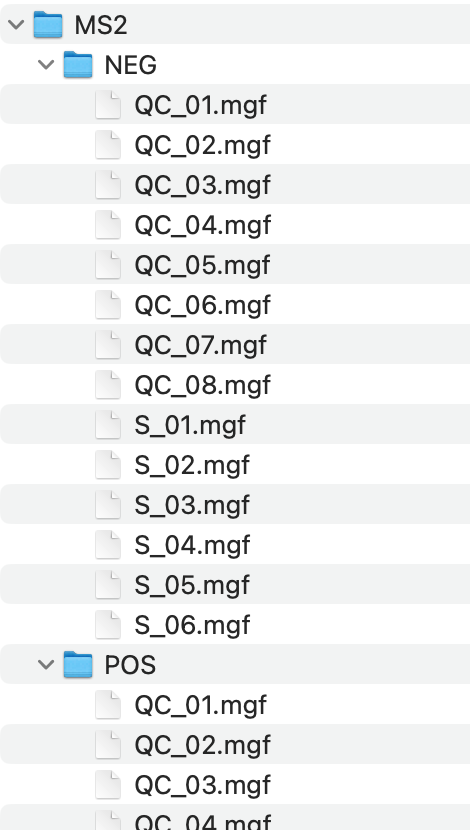 MS2
NEG
QC_01.mgf
QC_02.mgf
QC_03.mgf
QC_04.mgf
QC_05.mgf
QC_06.mgf
QC_07.mgf
QC_08.mgf
S_01.mgf
S_02.mgf
S_03.mgf
S_04.mgf
S_05.mgf
S_06.mgf
POS
QC_01.mgf
QC_02.mgf
QC_03.mgf
QC_04.mgf